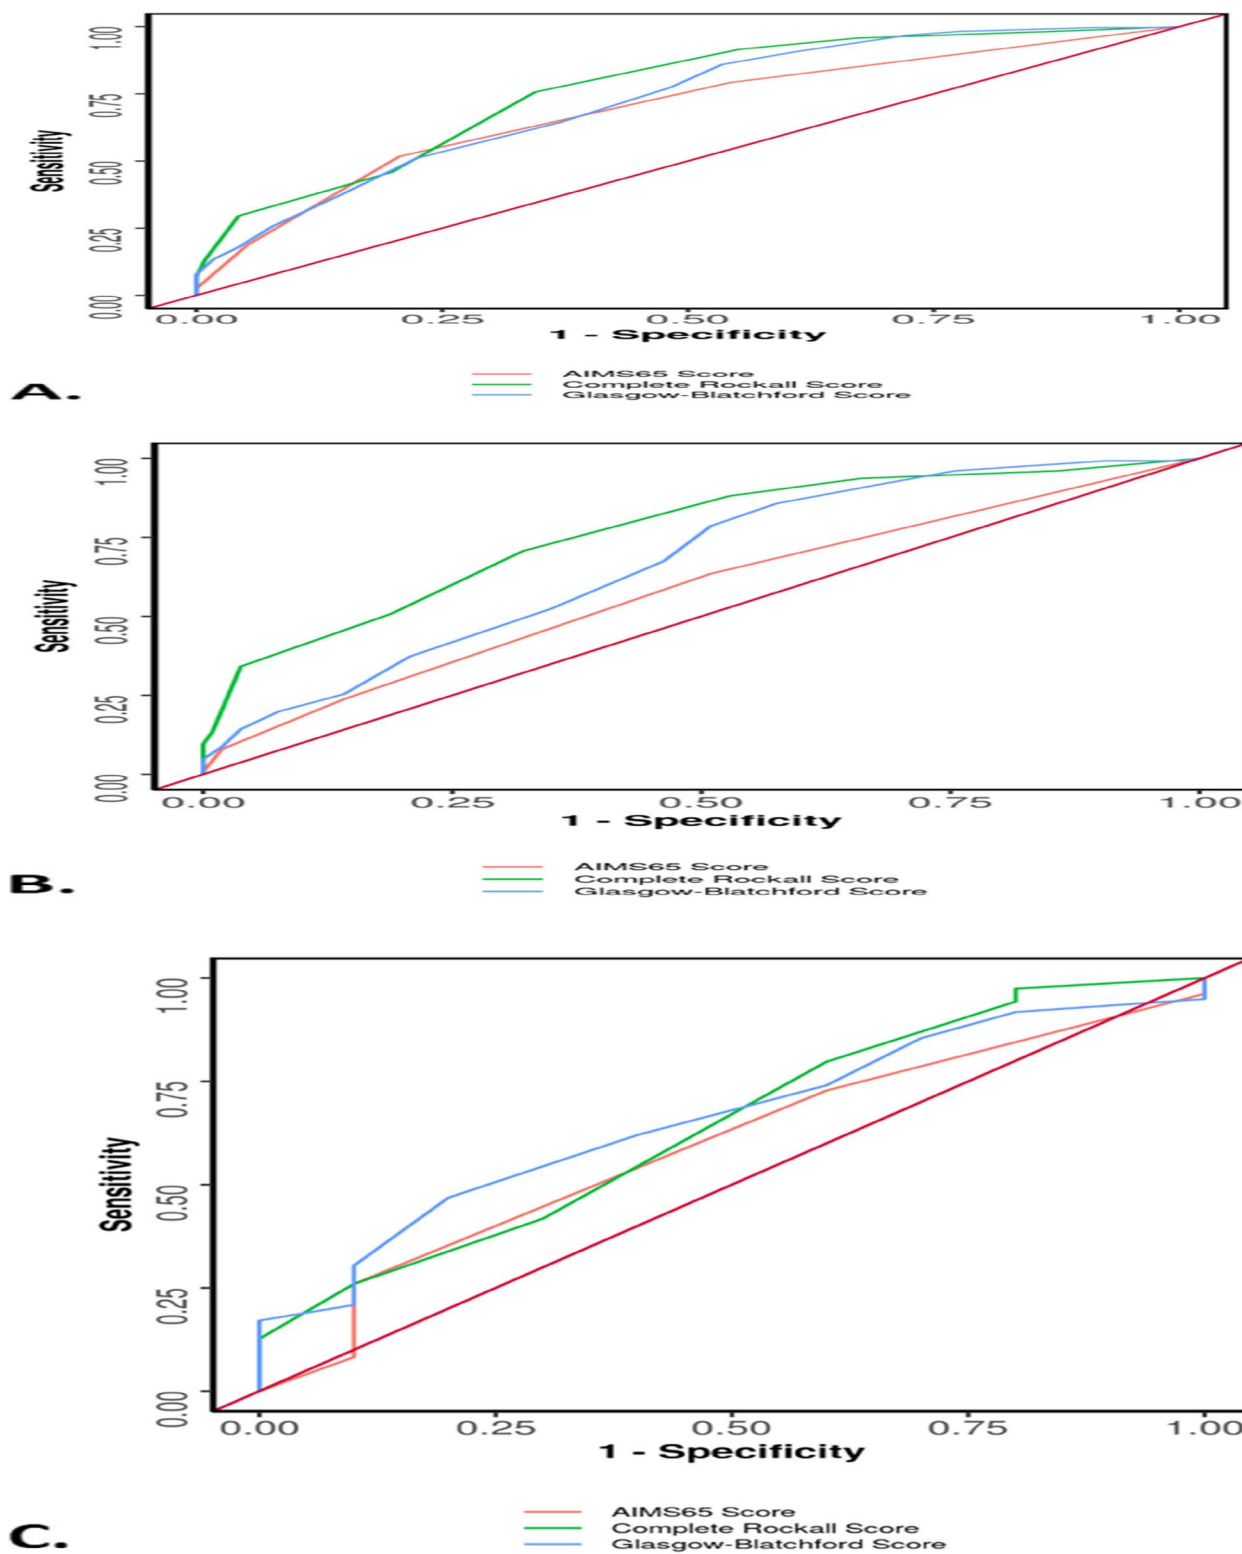 1.00
0.75
0.50
0.25
0.00
Sensitivity
0.00 0.25 0.50 0.75 1.00
1 - Specificity
AIMS65 Score
Complete Rockall Score
Glasgow-Blatchford Score
A.
1.00
0.75
0.50
0.25
0.00
Sensitivity
0.00 0.25 0.50 0.75 1.00
1 - Specificity
AIMS65 Score
Complete Rockall Score
Glasgow-Blatchford Score
B.
1.00
0.75
0.50
0.25
0.00
Sensitivity
0.00 0.25 0.50 0.75 1.00
1 - Specificity
AIMS65 Score
Complete Rockall Score
Glasgow-Blatchford Score
C.